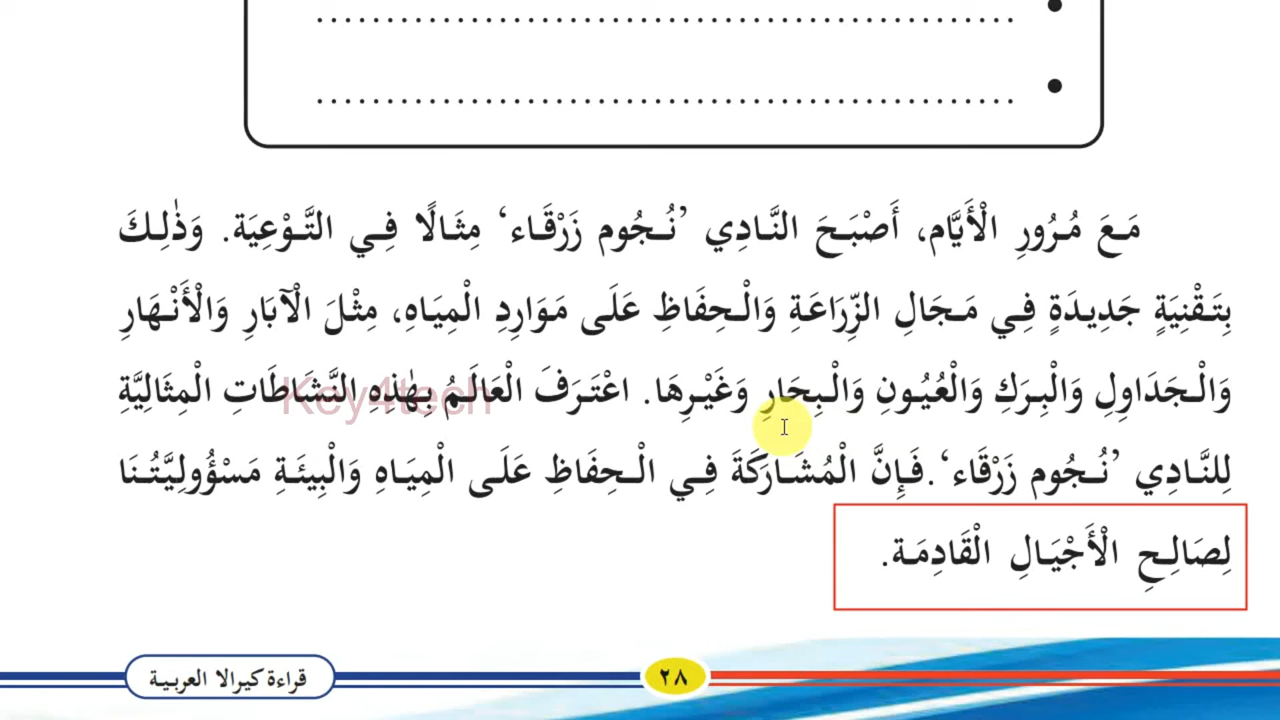 مَعَ مُرُورِ الْأَيَّام، أَصْبَحَ النَّادِي ’نُجُوم زَرْقَاء‘ مِثَالًا فِي التَّوْعِيَة. وَذٰلِكَ
بِتَقْنِيَةٍ جَدِيدَةٍ فِي مَجَالِ الزِّرَاعَةِ وَالْحِفَاظِ عَلَى مَوَارِدِ الْمِيَاهِ، مِثْلَ الْآبَارِ وَالْأَنْهَارِ
وَالْجَدَاوِلِ وَالْبِرَكِ وَالْعُيُونِ وَالْبِحَارِ وَغَيْرِهَا. اعْتَرَفَ الْعَالَمُ بِهٰذِهِ النَّشَاطَاتِ الْمِثَالِيَّةِ
Key4tech
لِلنَّادِي ’نُجُوم زَرْقَاء‘.فَإِنَّ الْمُشَارَكَةَ فِي الْحِفَاظِ عَلَى الْمِيَاهِ وَالْبِيئَةِ مَسْؤُولِيَّتُنَا
لِصَالِحِ الْأَجْيَالِ الْقَادِمَة.
قراءة كيرالا العربية
٢٨